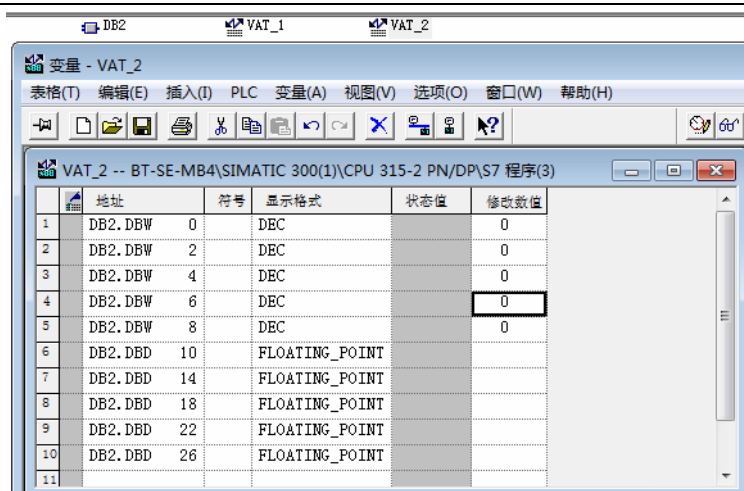 DB2 VAT_1 VAT_2
变量 - VAT_2
表格(T) 编辑(E) 插入(I) PLC 变量(A) 视图(V) 选项(O) 窗口(W) 帮助(H)
VAT_2 -- BT-SE-MB4\SIMATIC 300(1)\CPU 315-2 PN/DP\S7 程序(3)
地址 符号 显示格式 状态值 修改数值
1 DB2.DBW 0 DEC 0
2 DB2.DBW 2 DEC 0
3 DB2.DBW 4 DEC 0
4 DB2.DBW 6 DEC 0
5 DB2.DBW 8 DEC 0
6 DB2.DBD 10 FLOATING_POINT
7 DB2.DBD 14 FLOATING_POINT
8 DB2.DBD 18 FLOATING_POINT
9 DB2.DBD 22 FLOATING_POINT
10 DB2.DBD 26 FLOATING_POINT
11